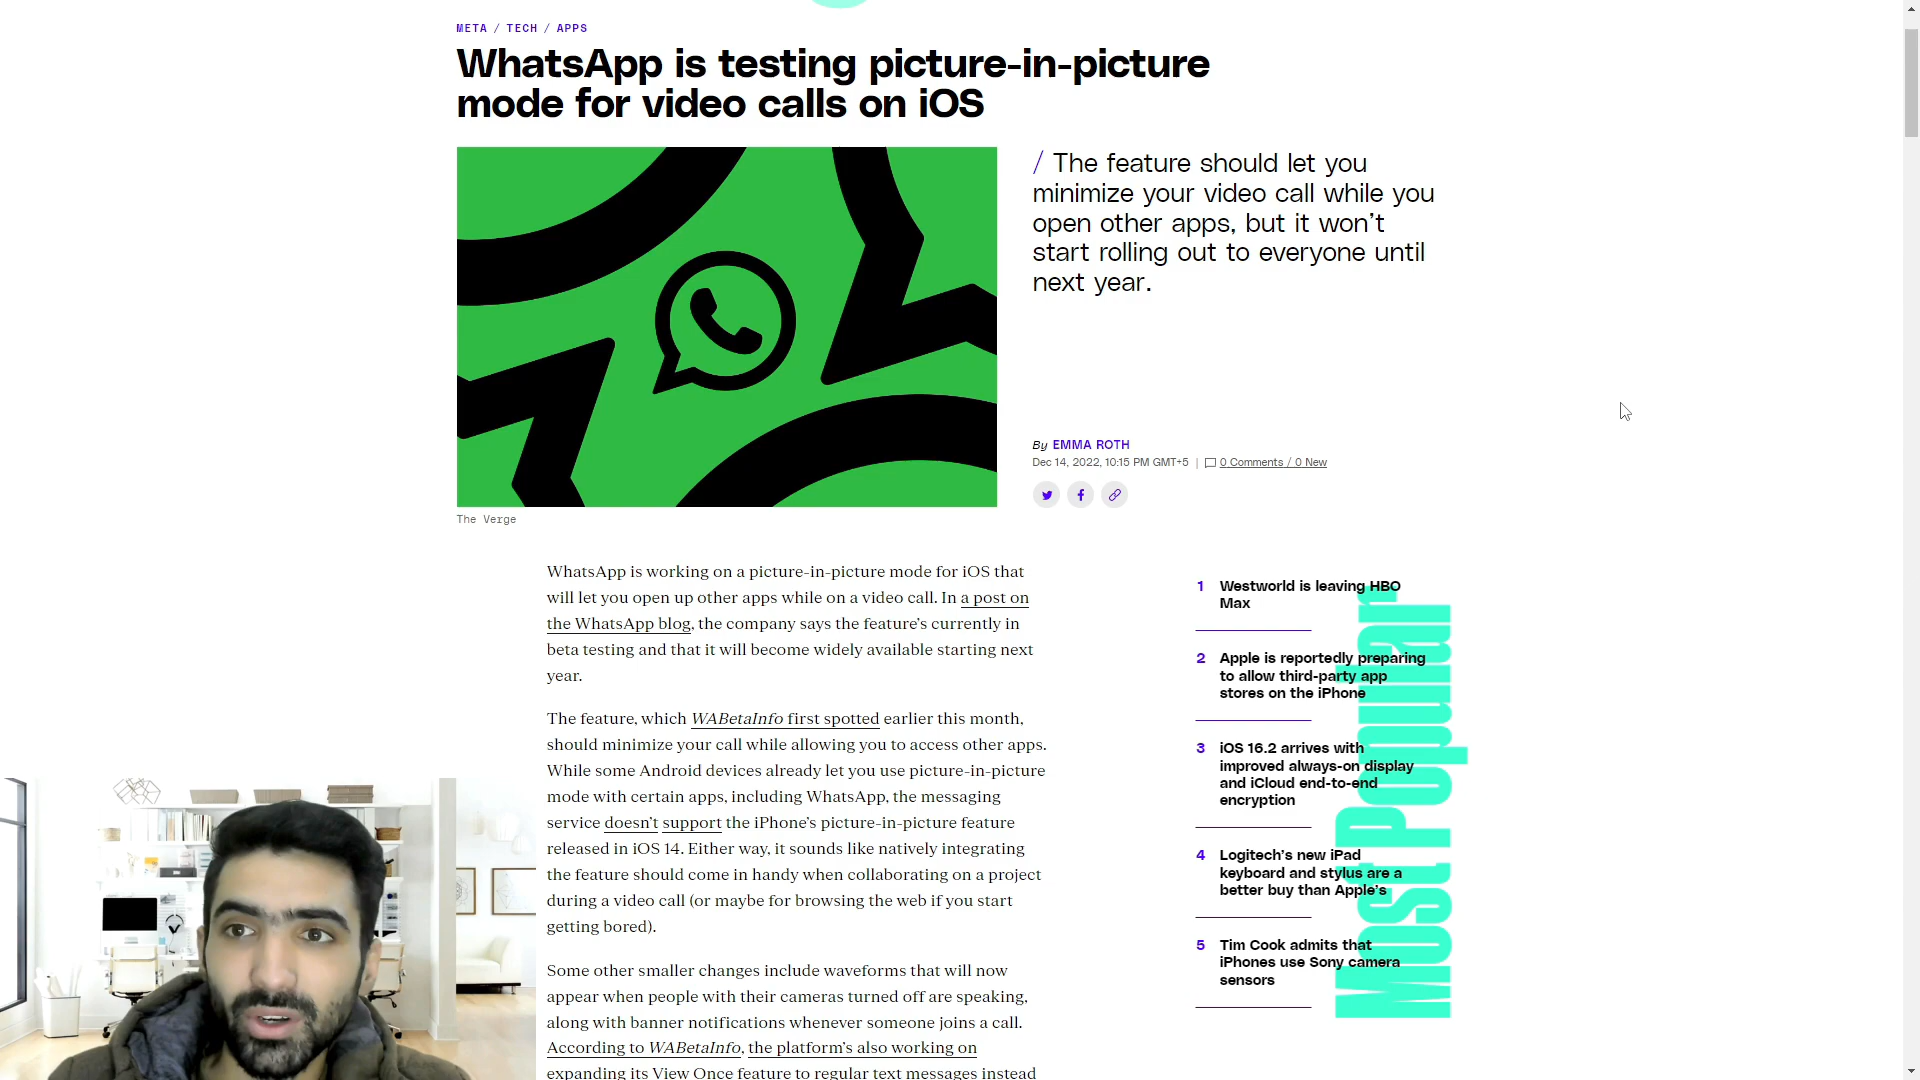 META / TECH / APPS
WhatsApp is testing picture-in-picture
mode for video calls on iOS
/ The feature should let you
minimize your video call while you
open other apps, but it won’t
start rolling out to everyone until
next year.
By EMMA ROTH
Dec 14, 2022, 10:15 PM GMT+5 | 0 Comments / 0 New
The Verge
WhatsApp is working on a picture-in-picture mode for iOS that
will let you open up other apps while on a video call. In a post on
the WhatsApp blog, the company says the feature’s currently in
beta testing and that it will become widely available starting next
year.
The feature, which WABetaInfo first spotted earlier this month,
should minimize your call while allowing you to access other apps.
While some Android devices already let you use picture-in-picture
mode with certain apps, including WhatsApp, the messaging
service doesn’t support the iPhone’s picture-in-picture feature
released in iOS 14. Either way, it sounds like natively integrating
the feature should come in handy when collaborating on a project
during a video call (or maybe for browsing the web if you start
getting bored).
Some other smaller changes include waveforms that will now
appear when people with their cameras turned off are speaking,
along with banner notifications whenever someone joins a call.
According to WABetaInfo, the platform’s also working on
expanding its View Once feature to regular text messages instead
Most Popular
1 Westworld is leaving HBO
Max
2 Apple is reportedly preparing
to allow third-party app
stores on the iPhone
3 iOS 16.2 arrives with
improved always-on display
and iCloud end-to-end
encryption
4 Logitech’s new iPad
keyboard and stylus are a
better buy than Apple’s
5 Tim Cook admits that
iPhones use Sony camera
sensors